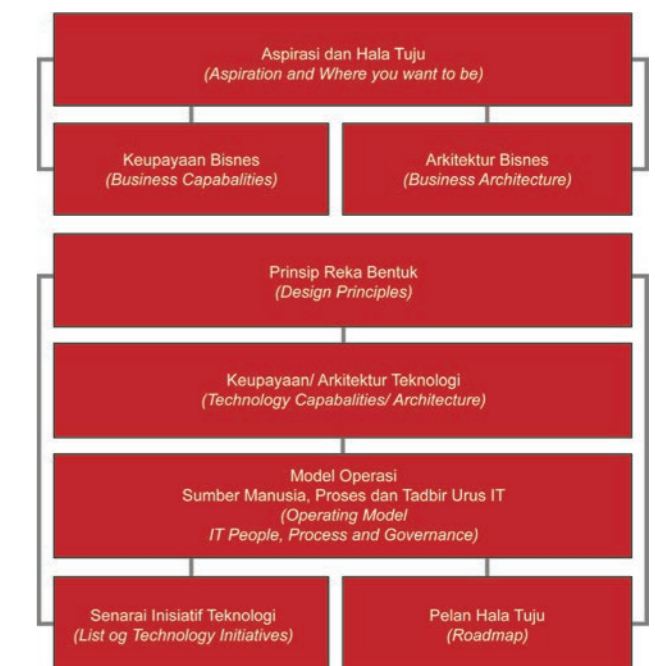 Aspirasi dan Hala Tuju
(Aspiration and Where you want to be)
Keupayaan Bisnes
(Business Capabalities)
Arkitektur Bisnes
(Business Architecture)
Prinsip Reka Bentuk
(Design Principles)
Keupayaan/ Arkitektur Teknologi
(Technology Capabalities/ Architecture)
Model Operasi
Sumber Manusia, Proses dan Tadbir Urus IT
(Operating Model
IT People, Process and Governance)
Senarai Inisiatif Teknologi
(List og Technology Initiatives)
Pelan Hala Tuju
(Roadmap)